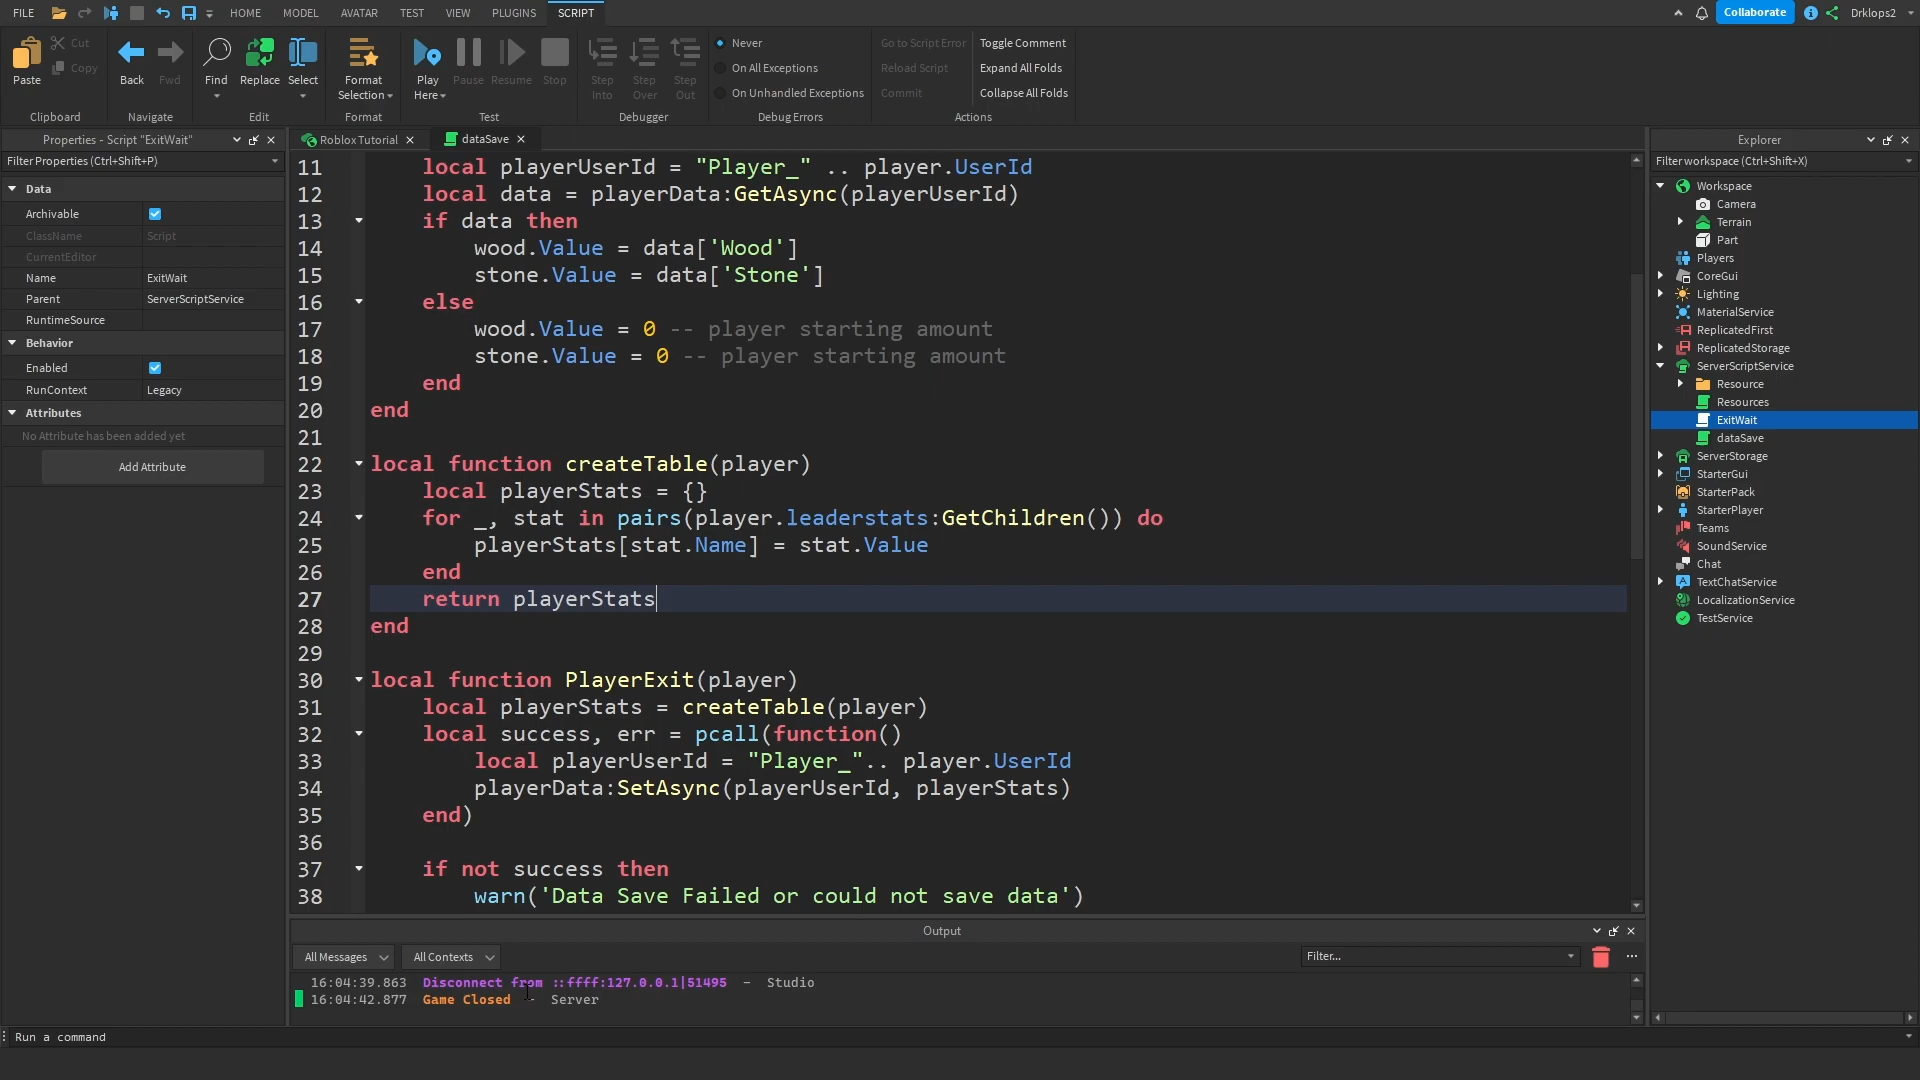 FILE HOME MODEL AVATAR TEST VIEW PLUGINS SCRIPT Collaborate Drklops2
Paste Cut Copy Back Fwd Find Replace Select Format Selection Play Here Pause Resume Stop Step Into Step Over Step Out
Never
On All Exceptions
On Unhandled Exceptions
Go to Script Error
Reload Script
Commit
Toggle Comment
Expand All Folds
Collapse All Folds
Clipboard Navigate Edit Format Test Debugger Debug Errors Actions
Properties - Script "ExitWait"
Filter Properties (Ctrl+Shift+P)
Data
Archivable
ClassName Script
CurrentEditor
Name ExitWait
Parent ServerScriptService
RuntimeSource
Behavior
Enabled
RunContext Legacy
Attributes
No Attribute has been added yet
Add Attribute
Roblox Tutorial dataSave
11 local playerUserId = "Player_" .. player.UserId
12 local data = playerData:GetAsync(playerUserId)
13 if data then
14 wood.Value = data['Wood']
15 stone.Value = data['Stone']
16 else
17 wood.Value = 0 -- player starting amount
18 stone.Value = 0 -- player starting amount
19 end
20 end
21
22 local function createTable(player)
23 local playerStats = {}
24 for _, stat in pairs(player.leaderstats:GetChildren()) do
25 playerStats[stat.Name] = stat.Value
26 end
27 return playerStats
28 end
29
30 local function PlayerExit(player)
31 local playerStats = createTable(player)
32 local success, err = pcall(function()
33 local playerUserId = "Player_".. player.UserId
34 playerData:SetAsync(playerUserId, playerStats)
35 end)
36
37 if not success then
38 warn('Data Save Failed or could not save data')
Output
All Messages All Contexts Filter...
16:04:39.863 Disconnect from ::ffff:127.0.0.1|51495 - Studio
16:04:42.877 Game Closed - Server
Run a command
Explorer
Filter workspace (Ctrl+Shift+X)
Workspace
Camera
Terrain
Part
Players
CoreGui
Lighting
MaterialService
ReplicatedFirst
ReplicatedStorage
ServerScriptService
Resource
Resources
ExitWait
dataSave
ServerStorage
StarterGui
StarterPack
StarterPlayer
Teams
SoundService
Chat
TextChatService
LocalizationService
TestService